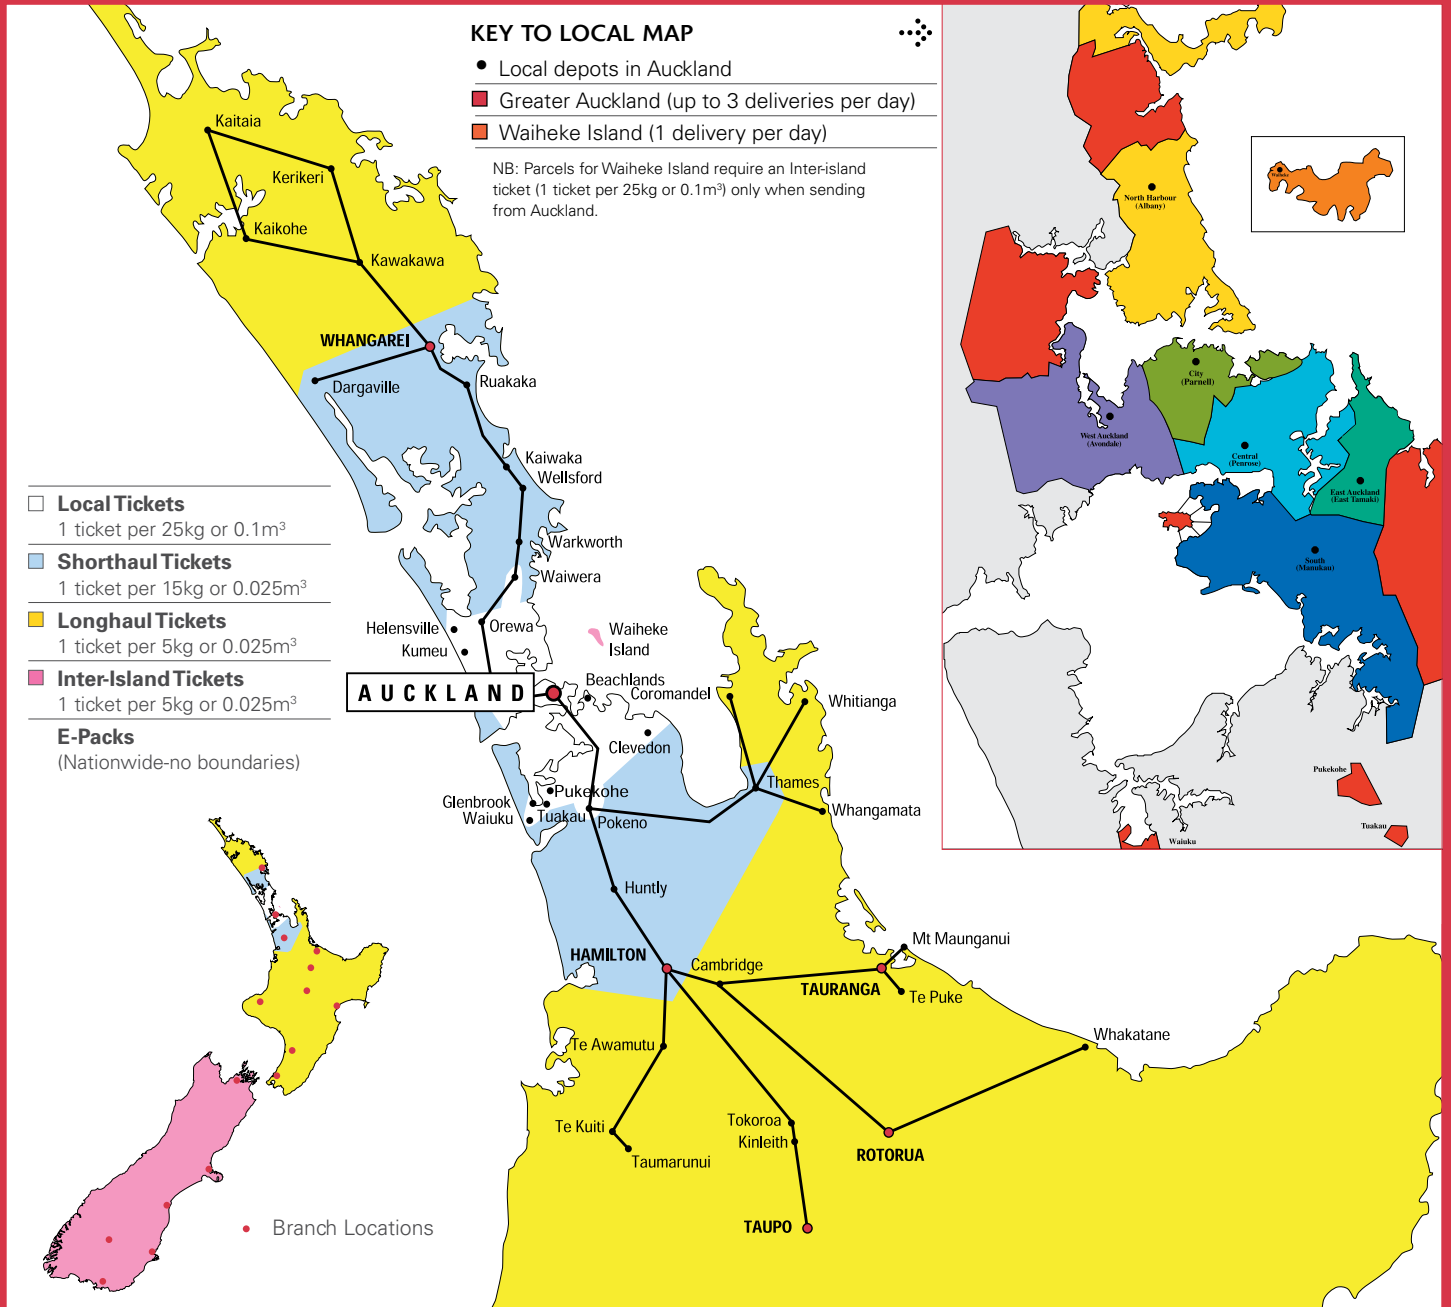 KEY TO LOCAL MAP
Local depots in Auckland
Greater Auckland (up to 3 deliveries per day)
Waiheke Island (1 delivery per day)
NB: Parcels for Waiheke Island require an Inter-island
ticket (1 ticket per 25kg or 0.1m³) only when sending
from Auckland.
Kaitaia
Kerikeri
Kaikohe
Kawakawa
WHANGAREI
Dargaville
Ruakaka
Kaiwaka
Wellsford
Warkworth
Waiwera
Helensville
Orewa
Kumeu
Waiheke
Island
AUCKLAND
Beachlands
Coromandel
Whitianga
Clevedon
Thames
Whangamata
Glenbrook
Pukekohe
Waiuku
Tuakau
Pokeno
Huntly
HAMILTON
Cambridge
Mt Maunganui
TAURANGA
Te Puke
Whakatane
Te Awamutu
Te Kuiti
Taumarunui
Tokoroa
Kinleith
ROTORUA
TAUPO
Local Tickets
1 ticket per 25kg or 0.1m³
Shorthaul Tickets
1 ticket per 15kg or 0.025m³
Longhaul Tickets
1 ticket per 5kg or 0.025m³
Inter-Island Tickets
1 ticket per 5kg or 0.025m³
E-Packs
(Nationwide-no boundaries)
Branch Locations
North Harbour
(Albany)
Waiheke
City
(Parnell)
West Auckland
(Avondale)
Central
(Penrose)
East Auckland
(East Tamaki)
South
(Manukau)
Pukekohe
Tuakau
Waiuku